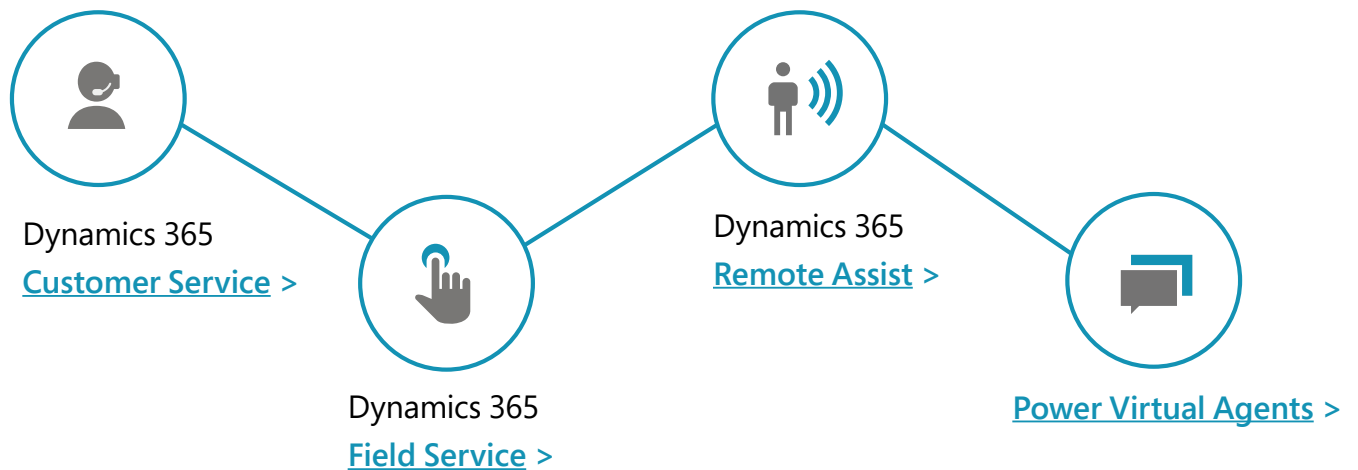 Dynamics 365
Customer Service >
Dynamics 365
Field Service >
Dynamics 365
Remote Assist >
Power Virtual Agents >